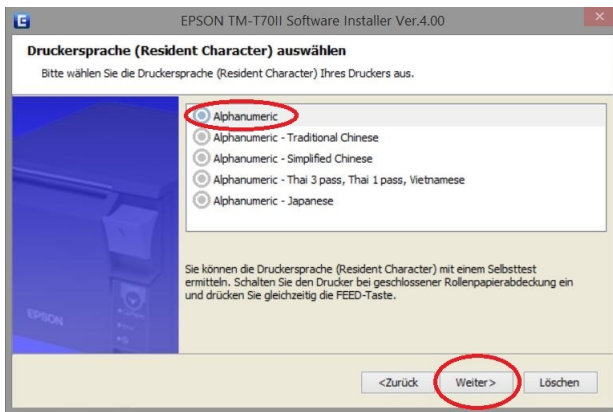 EPSON TM-T70II Software Installer Ver.4.00
Druckersprache (Resident Character) auswählen
Bitte wählen Sie die Druckersprache (Resident Character) Ihres Druckers aus.
Alphanumeric
Alphanumeric - Traditional Chinese
Alphanumeric - Simplified Chinese
Alphanumeric - Thai 3 pass, Thai 1 pass, Vietnamese
Alphanumeric - Japanese
Sie können die Druckersprache (Resident Character) mit einem Selbsttest
ermitteln. Schalten Sie den Drucker bei geschlossener Rollenpapierabdeckung ein
und drücken Sie gleichzeitig die FEED-Taste.
EPSON
<Zurück Weiter> Löschen